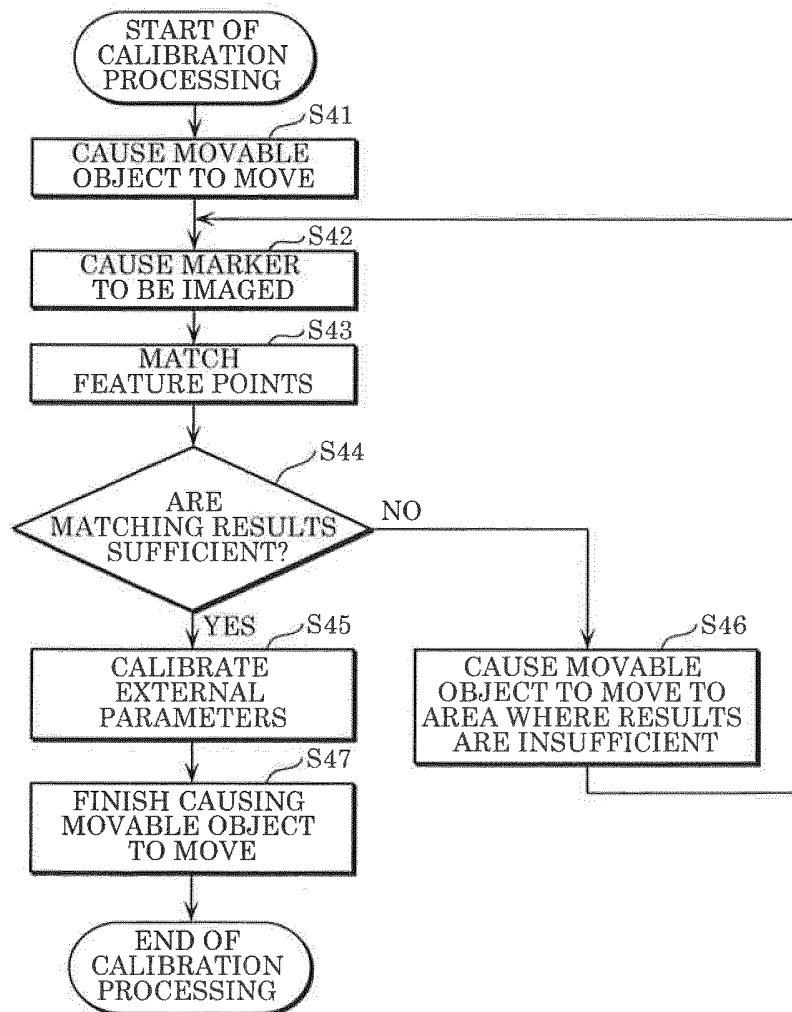 START OF
CALIBRATION
PROCESSING
S41
CAUSE MOVABLE
OBJECT TO MOVE
S42
CAUSE MARKER
TO BE IMAGED
S43
MATCH
FEATURE POINTS
S44
ARE
MATCHING RESULTS
SUFFICIENT?
NO
YES
S45
CALIBRATE
EXTERNAL
PARAMETERS
S46
CAUSE MOVABLE
OBJECT TO MOVE TO
AREA WHERE RESULTS
ARE INSUFFICIENT
S47
FINISH CAUSING
MOVABLE OBJECT
TO MOVE
END OF
CALIBRATION
PROCESSING